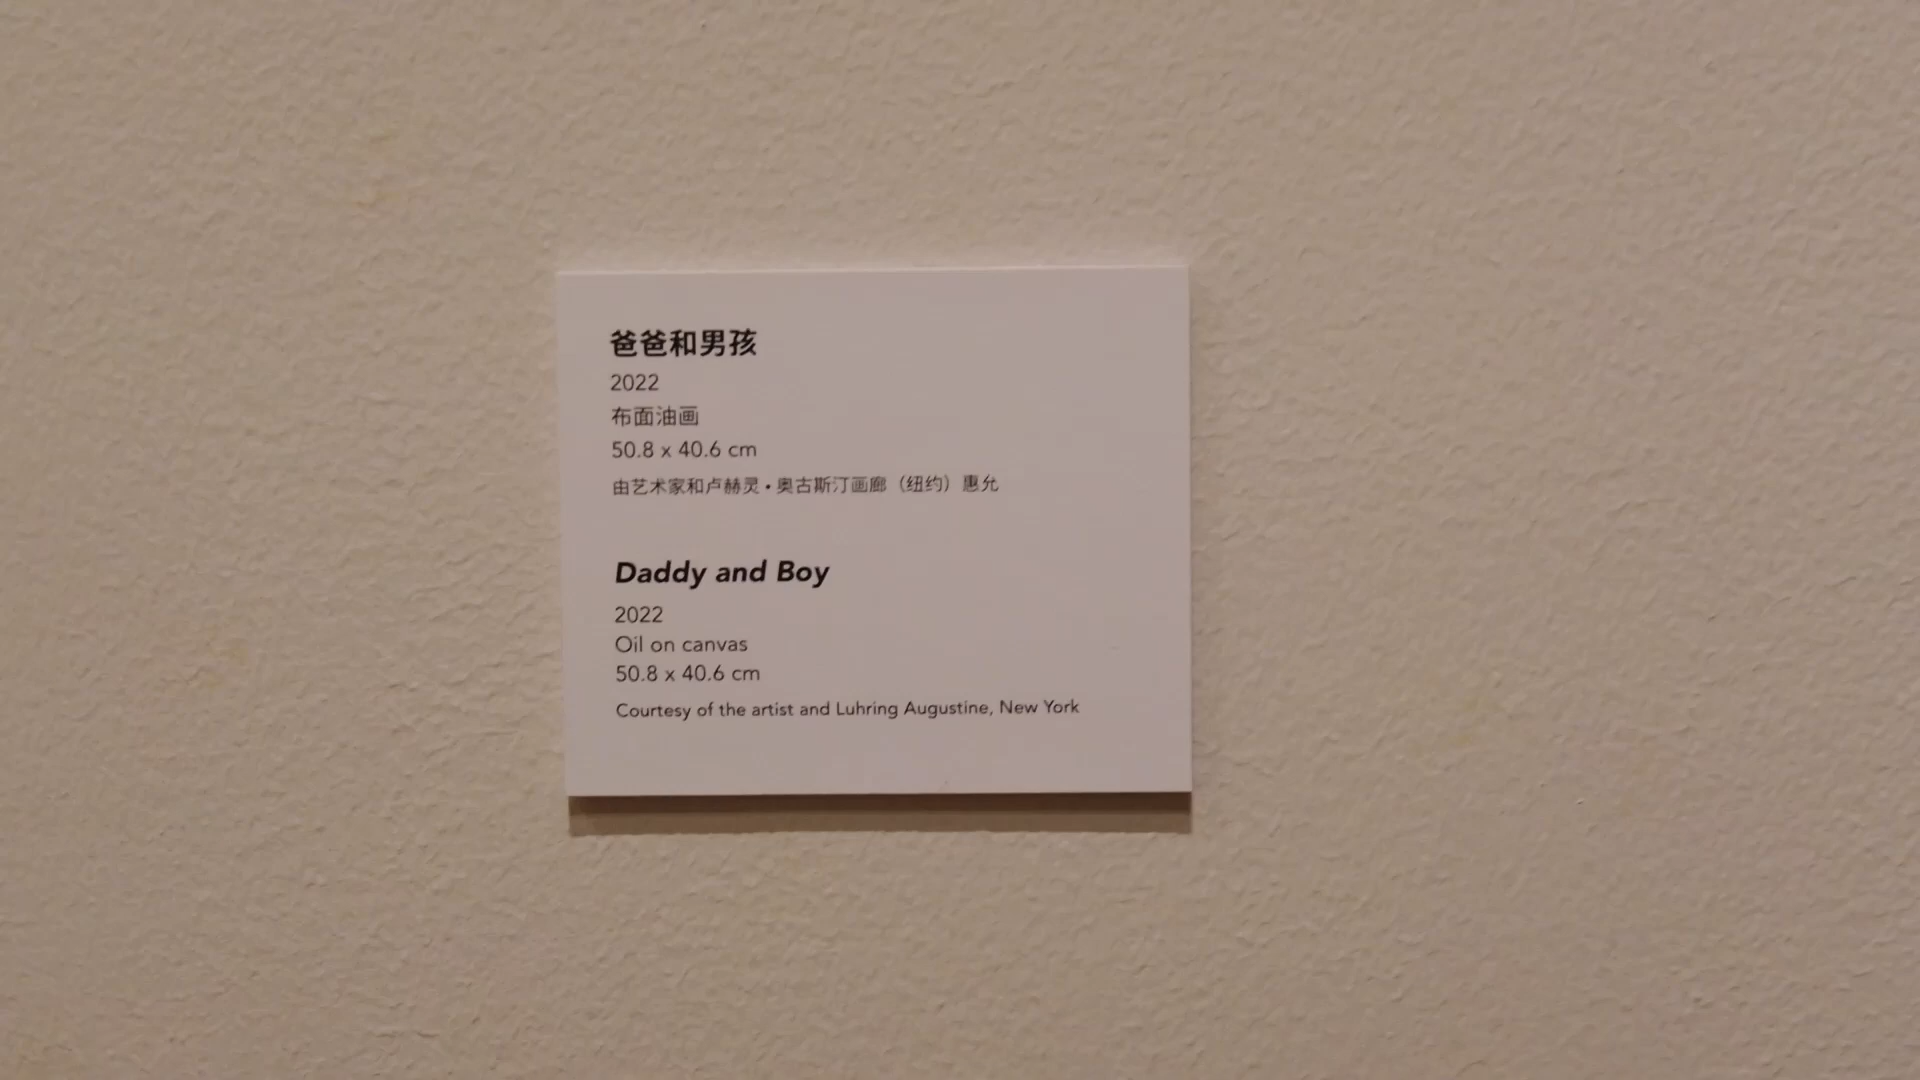 爸爸和男孩
2022
布面油画
50.8 x 40.6 cm
由艺术家和卢赫灵•奥古斯汀画廊（纽约）惠允
Daddy and Boy
2022
Oil on canvas
50.8 x 40.6 cm
Courtesy of the artist and Luhring Augustine, New York